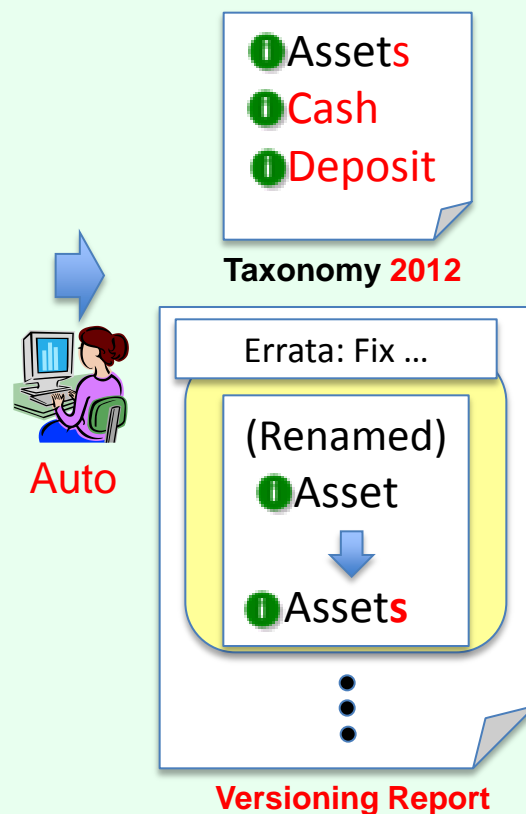 Assets
Cash
Deposit
Taxonomy 2012
Errata: Fix ...
(Renamed)
Asset
Assets
Auto
Versioning Report